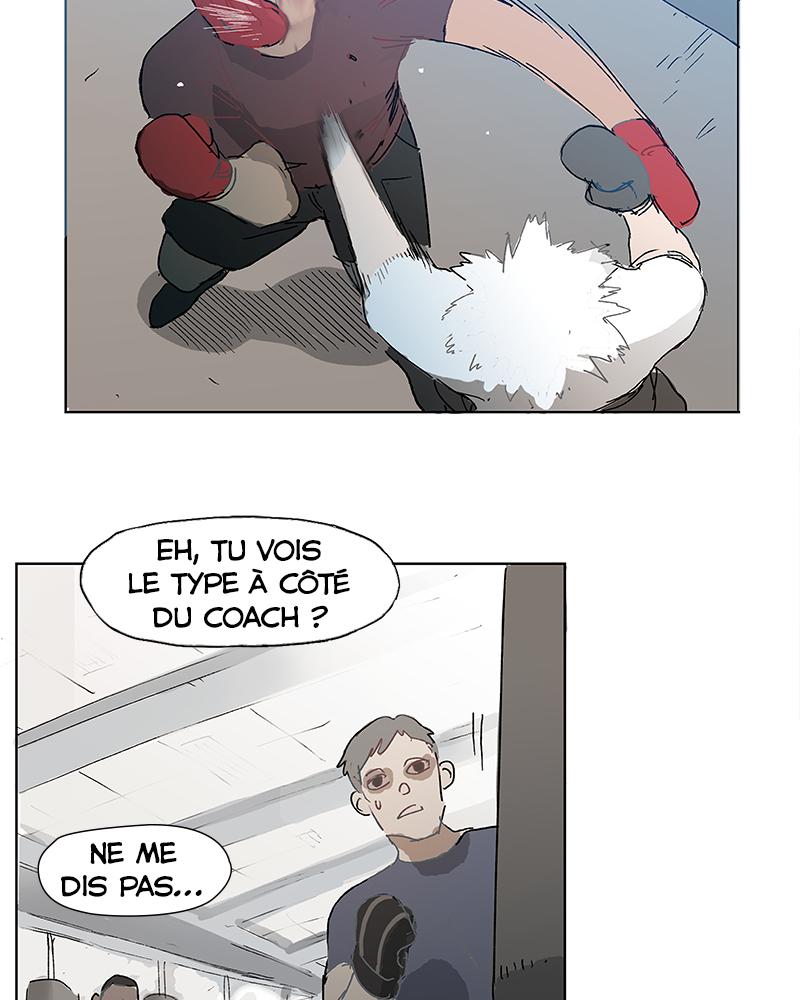 EH, TU VOIS
LE TYPE À CÔTÉ
DU COACH ?
NE ME
DIS PAS...